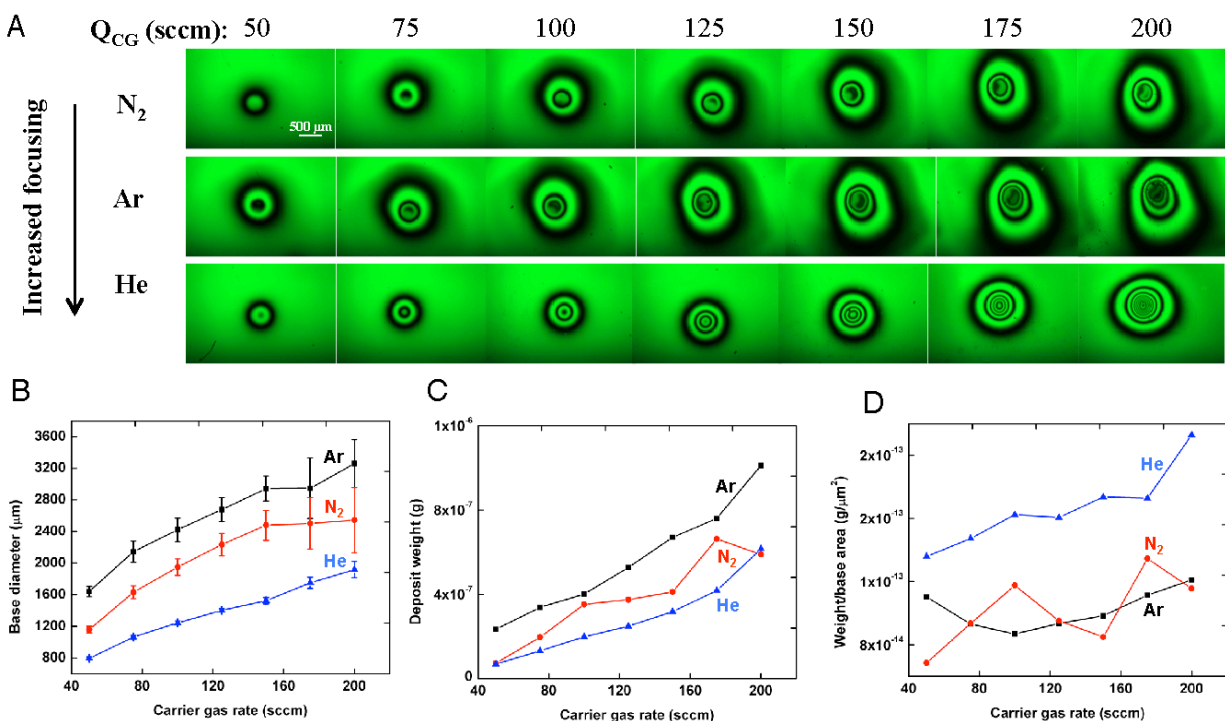 A
Q_CG (sccm): 50 75 100 125 150 175 200
N₂
500 μm
Ar
He
Increased focusing
B
3600
3200
2800
2400
2000
1600
1200
800
Base diameter (μm)
Ar
N₂
He
40 80 120 160 200
Carrier gas rate (sccm)
C
1x10⁻⁶
8x10⁻⁷
4x10⁻⁷
0
Deposit weight (g)
Ar
N₂
He
40 80 120 160 200
Carrier gas rate (sccm)
D
2x10⁻¹³
2x10⁻¹³
1x10⁻¹³
8x10⁻¹⁴
Weight/base area (g/μm²)
He
N₂
Ar
40 80 120 160 200
Carrier gas rate (sccm)